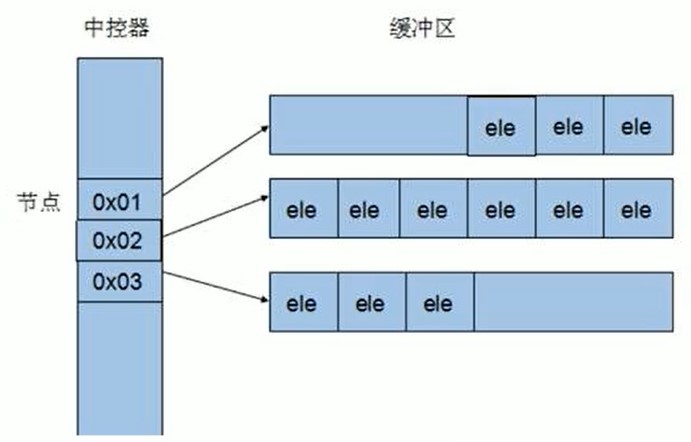 中控器
缓冲区
ele ele ele
节点 0x01
ele ele ele ele ele ele
0x02
0x03
ele ele ele